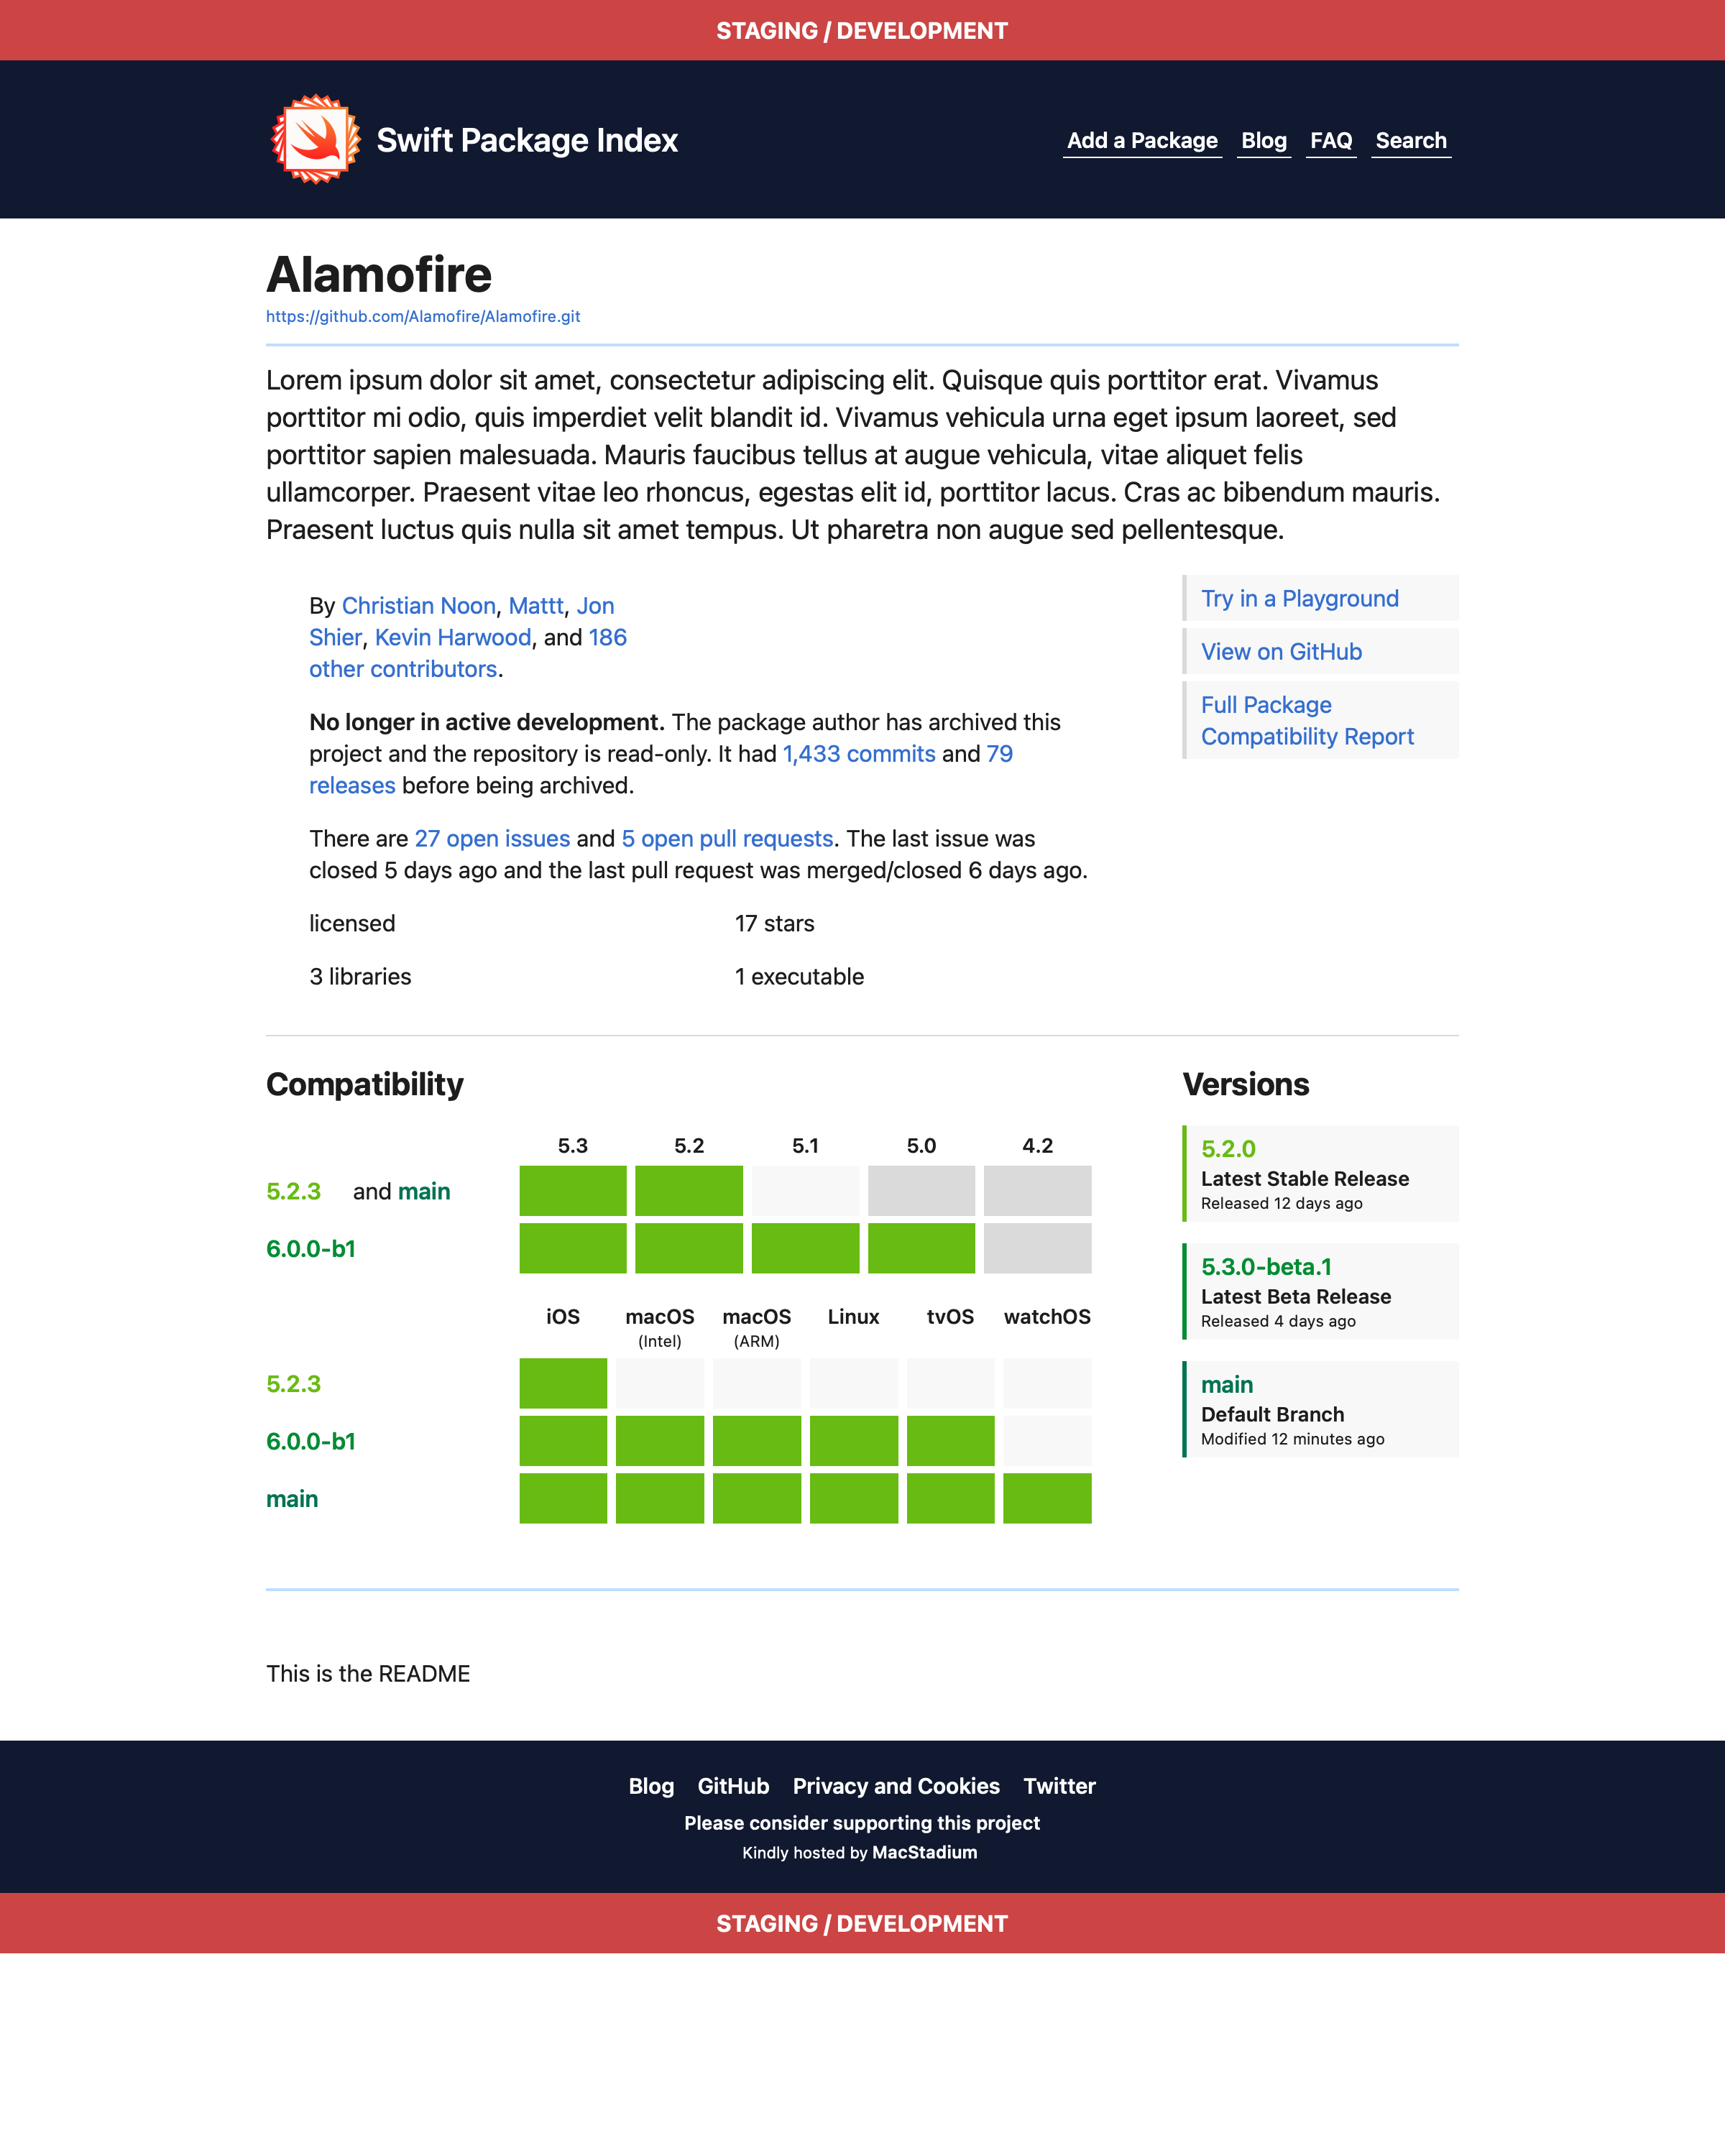 STAGING / DEVELOPMENT
Swift Package Index
Add a Package Blog FAQ Search
Alamofire
https://github.com/Alamofire/Alamofire.git
Lorem ipsum dolor sit amet, consectetur adipiscing elit. Quisque quis porttitor erat. Vivamus
porttitor mi odio, quis imperdiet velit blandit id. Vivamus vehicula urna eget ipsum laoreet, sed
porttitor sapien malesuada. Mauris faucibus tellus at augue vehicula, vitae aliquet felis
ullamcorper. Praesent vitae leo rhoncus, egestas elit id, porttitor lacus. Cras ac bibendum mauris.
Praesent luctus quis nulla sit amet tempus. Ut pharetra non augue sed pellentesque.
By Christian Noon, Mattt, Jon
Shier, Kevin Harwood, and 186
other contributors.
No longer in active development. The package author has archived this
project and the repository is read-only. It had 1,433 commits and 79
releases before being archived.
There are 27 open issues and 5 open pull requests. The last issue was
closed 5 days ago and the last pull request was merged/closed 6 days ago.
licensed 17 stars
3 libraries 1 executable
Try in a Playground
View on GitHub
Full Package
Compatibility Report
Compatibility
5.3 5.2 5.1 5.0 4.2
5.2.3 and main
6.0.0-b1
iOS macOS macOS Linux tvOS watchOS
(Intel) (ARM)
5.2.3
6.0.0-b1
main
Versions
5.2.0
Latest Stable Release
Released 12 days ago
5.3.0-beta.1
Latest Beta Release
Released 4 days ago
main
Default Branch
Modified 12 minutes ago
This is the README
Blog GitHub Privacy and Cookies Twitter
Please consider supporting this project
Kindly hosted by MacStadium
STAGING / DEVELOPMENT